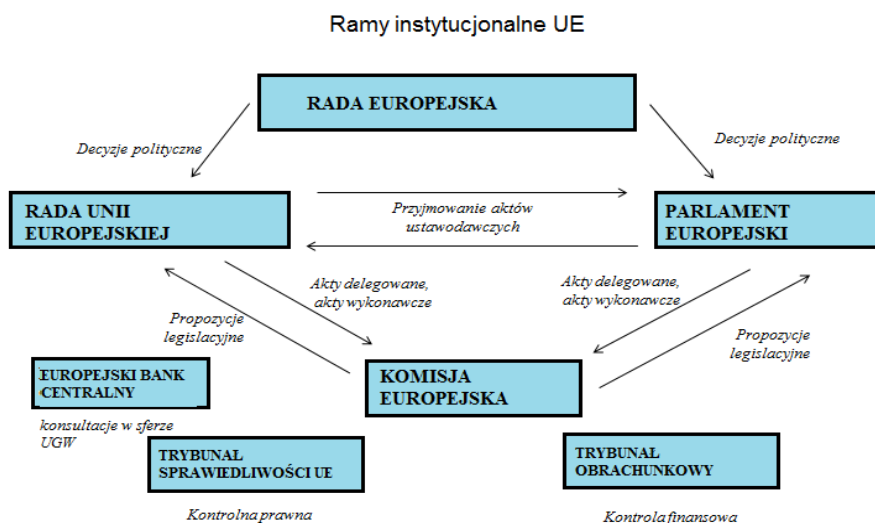 Ramy instytucjonalne UE
RADA EUROPEJSKA
Decyzje polityczne
Decyzje polityczne
RADA UNII
EUROPEJSKIEJ
Przyjmowanie aktów
ustawodawczych
PARLAMENT
EUROPEJSKI
Akty delegowane,
akty wykonawcze
Akty delegowane,
akty wykonawcze
Propozycje
legislacyjne
Propozycje
legislacyjne
EUROPEJSKI BANK
CENTRALNY
KOMISJA
EUROPEJSKA
konsultacje w sferze
UGW
TRYBUNAŁ
SPRAWIEDLIWOŚCI UE
TRYBUNAŁ
OBRACHUNKOWY
Kontrolna prawna
Kontrola finansowa